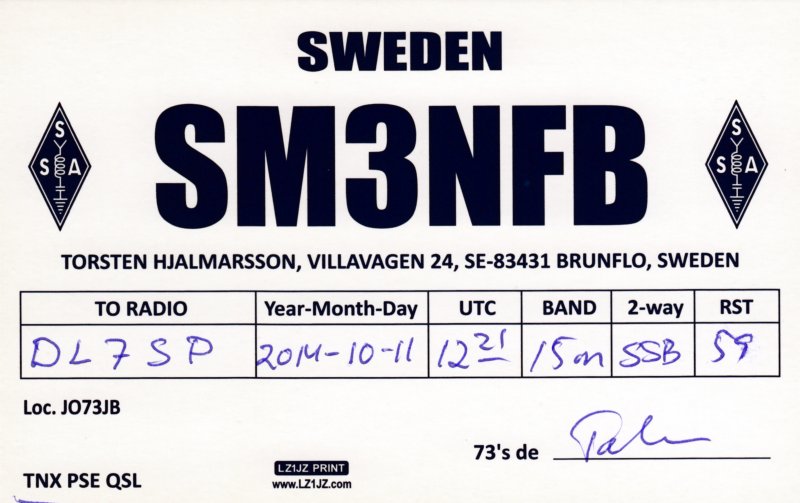 SWEDEN
SM3NFB
S
S A
S
S A
TORSTEN HJALMARSSON, VILLAVAGEN 24, SE-83431 BRUNFLO, SWEDEN
TO RADIO Year-Month-Day UTC BAND 2-way RST
DL7SP 2014-10-11 12 21 15m SSB 59
Loc. JO73JB
73's de
LZ1JZ PRINT
TNX PSE QSL
www.LZ1JZ.com